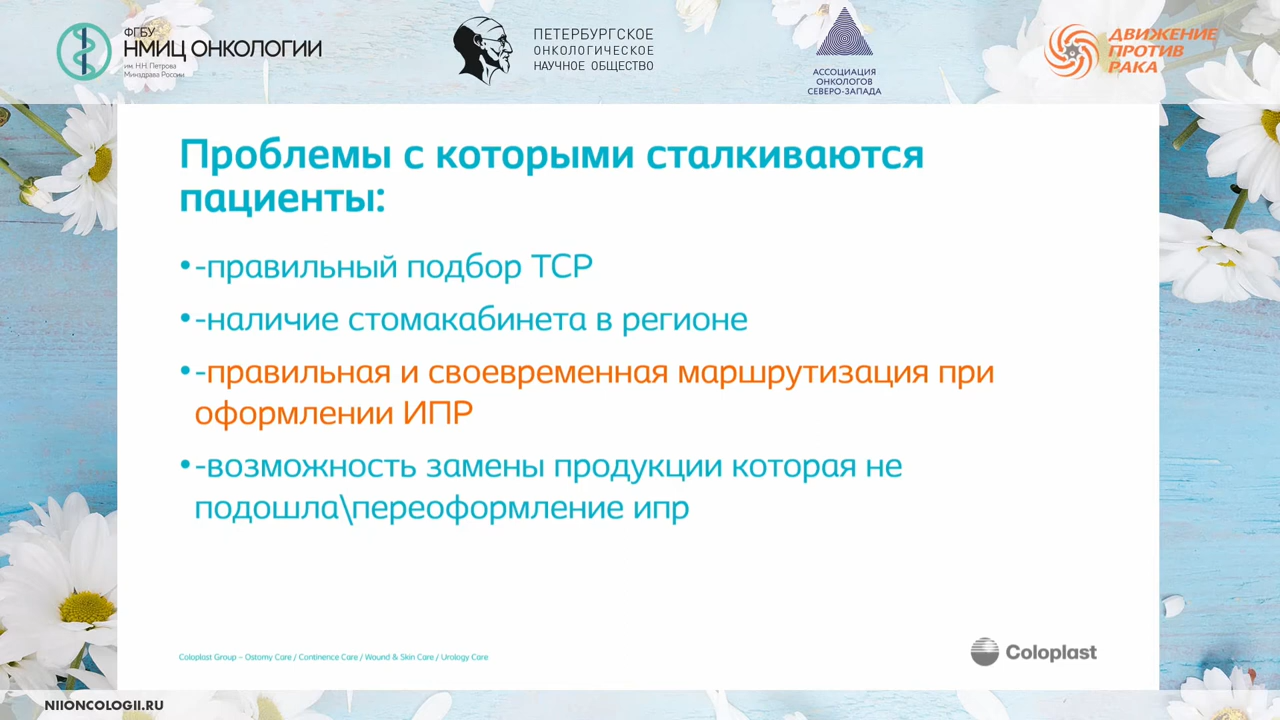 ФГБУ
НМИЦ ОНКОЛОГИИ
им. Н.Н. Петрова
Минздрава России
ПЕТЕРБУРГСКОЕ
ОНКОЛОГИЧЕСКОЕ
НАУЧНОЕ ОБЩЕСТВО
АССОЦИАЦИЯ
ОНКОЛОГОВ
СЕВЕРО-ЗАПАДА
ДВИЖЕНИЕ
ПРОТИВ
РАКА
Проблемы с которыми сталкиваются
пациенты:
•-правильный подбор ТСР
•-наличие стомакабинета в регионе
•-правильная и своевременная маршрутизация при
оформлении ИПР
•-возможность замены продукции которая не
подошла\переоформление ипр
Coloplast Group – Ostomy Care / Continence Care / Wound & Skin Care / Urology Care
Coloplast
NIIONCOLOGII.RU